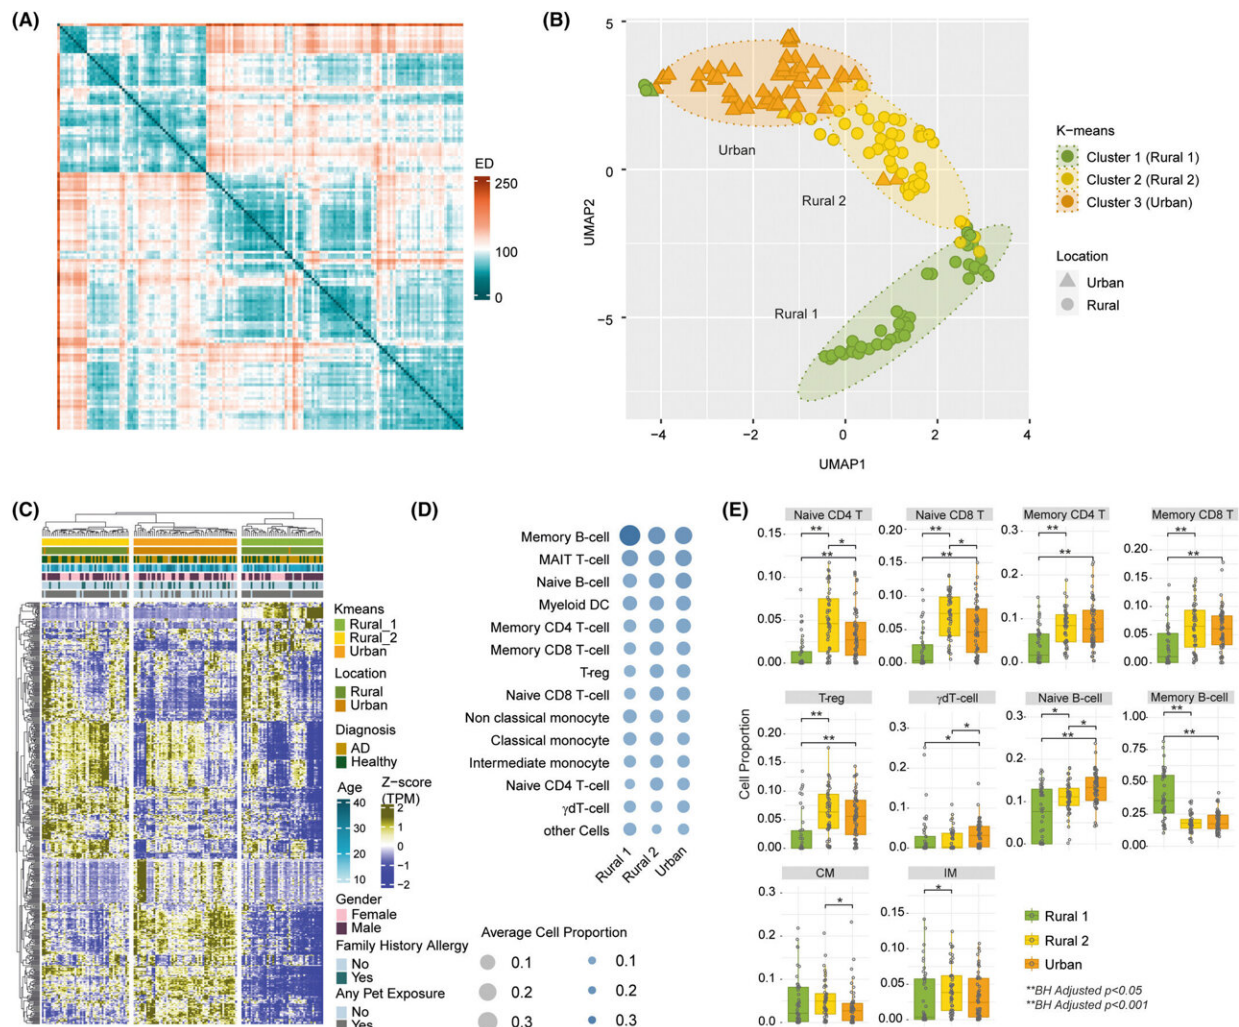 (A)
ED
250
100
0
(B)
5
0
−5
UMAP2
−4
−2
0
2
4
UMAP1
Urban
Rural 2
Rural 1
K−means
Cluster 1 (Rural 1)
Cluster 2 (Rural 2)
Cluster 3 (Urban)
Location
Urban
Rural
(C)
Kmeans
Rural_1
Rural_2
Urban
Location
Rural
Urban
Diagnosis
AD
Healthy
Age
40
30
20
10
Z−score
(TPM)
2
1
0
−1
−2
Gender
Female
Male
Family History Allergy
No
Yes
Any Pet Exposure
No
Yes
(D)
Memory B−cell
MAIT T−cell
Naive B−cell
Myeloid DC
Memory CD4 T−cell
Memory CD8 T−cell
T−reg
Naive CD8 T−cell
Non classical monocyte
Classical monocyte
Intermediate monocyte
Naive CD4 T−cell
γdT−cell
other Cells
Rural 1
Rural 2
Urban
Average Cell Proportion
0.1 0.1
0.2 0.2
0.3 0.3
(E)
Cell Proportion
Naive CD4 T
**
*
**
0.15
0.10
0.05
0.00
Naive CD8 T
**
*
**
0.15
0.10
0.05
0.00
Memory CD4 T
**
**
0.3
0.2
0.1
0.0
Memory CD8 T
**
**
0.20
0.15
0.10
0.05
0.00
T−reg
**
**
0.20
0.15
0.10
0.05
0.00
γdT−cell
*
*
0.3
0.2
0.1
0.0
Naive B−cell
*
*
**
0.3
0.2
0.1
0.0
Memory B−cell
**
**
1.00
0.75
0.50
0.25
0.00
CM
*
0.3
0.2
0.1
0.0
IM
*
0.15
0.10
0.05
0.00
Rural 1
Rural 2
Urban
**BH Adjusted p<0.05
**BH Adjusted p<0.001